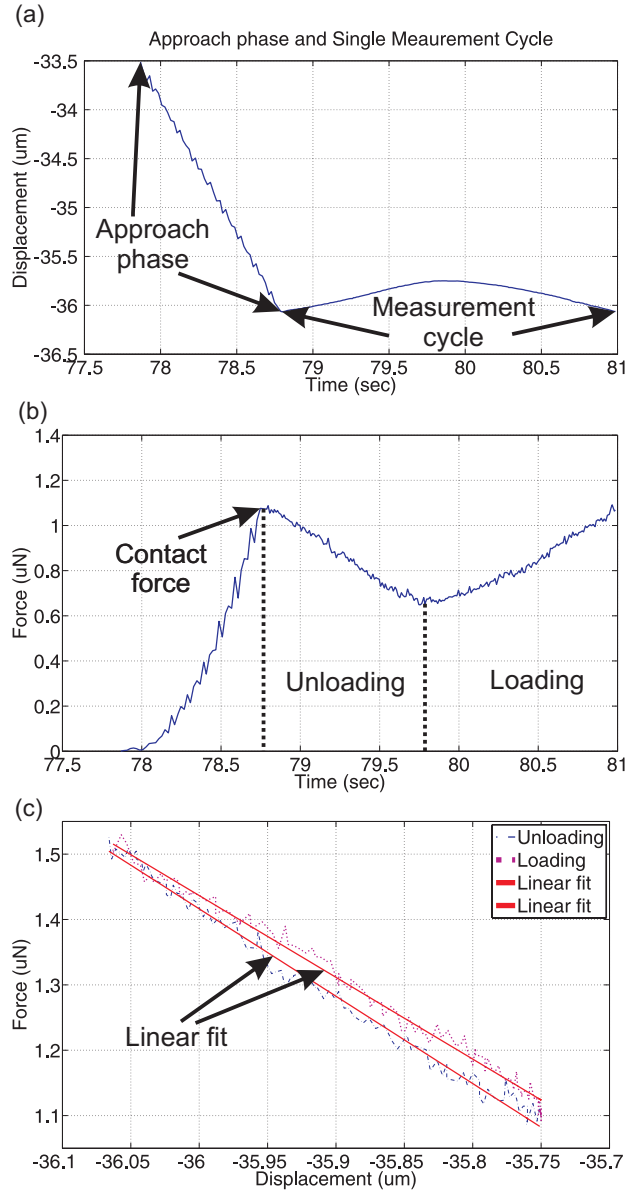 (a)
Approach phase and Single Meaurement Cycle
-33.5
-34
-34.5
-35
-35.5
-36
-36.5
Displacement (um)
Approach
phase
Measurement
cycle
77.5 78 78.5 79 79.5 80 80.5 81
Time (sec)
(b)
1.4
1.2
1
0.8
0.6
0.4
0.2
0
Force (uN)
Contact
force
Unloading
Loading
77.5 78 78.5 79 79.5 80 80.5 81
Time (sec)
(c)
1.5
1.4
1.3
1.2
1.1
Force (uN)
Unloading
Loading
Linear fit
Linear fit
Linear fit
-36.1 -36.05 -36 -35.95 -35.9 -35.85 -35.8 -35.75 -35.7
Displacement (um)